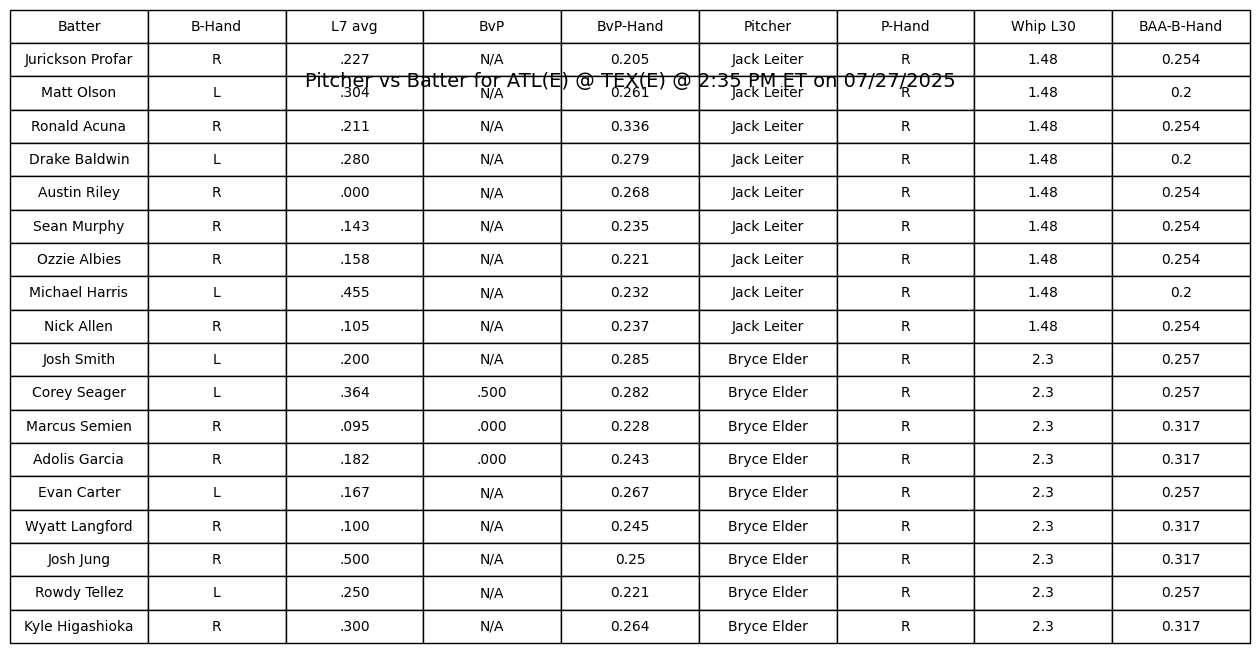 Batter B-Hand L7 avg BvP BvP-Hand Pitcher P-Hand Whip L30 BAA-B-Hand
Jurickson Profar R .227 N/A 0.205 Jack Leiter R 1.48 0.254
Pitcher vs Batter for ATL(E) @ TEX(E) @ 2:35 PM ET on 07/27/2025
Matt Olson L .304 N/A 0.261 Jack Leiter R 1.48 0.2
Ronald Acuna R .211 N/A 0.336 Jack Leiter R 1.48 0.254
Drake Baldwin L .280 N/A 0.279 Jack Leiter R 1.48 0.2
Austin Riley R .000 N/A 0.268 Jack Leiter R 1.48 0.254
Sean Murphy R .143 N/A 0.235 Jack Leiter R 1.48 0.254
Ozzie Albies R .158 N/A 0.221 Jack Leiter R 1.48 0.254
Michael Harris L .455 N/A 0.232 Jack Leiter R 1.48 0.2
Nick Allen R .105 N/A 0.237 Jack Leiter R 1.48 0.254
Josh Smith L .200 N/A 0.285 Bryce Elder R 2.3 0.257
Corey Seager L .364 .500 0.282 Bryce Elder R 2.3 0.257
Marcus Semien R .095 .000 0.228 Bryce Elder R 2.3 0.317
Adolis Garcia R .182 .000 0.243 Bryce Elder R 2.3 0.317
Evan Carter L .167 N/A 0.267 Bryce Elder R 2.3 0.257
Wyatt Langford R .100 N/A 0.245 Bryce Elder R 2.3 0.317
Josh Jung R .500 N/A 0.25 Bryce Elder R 2.3 0.317
Rowdy Tellez L .250 N/A 0.221 Bryce Elder R 2.3 0.257
Kyle Higashioka R .300 N/A 0.264 Bryce Elder R 2.3 0.317